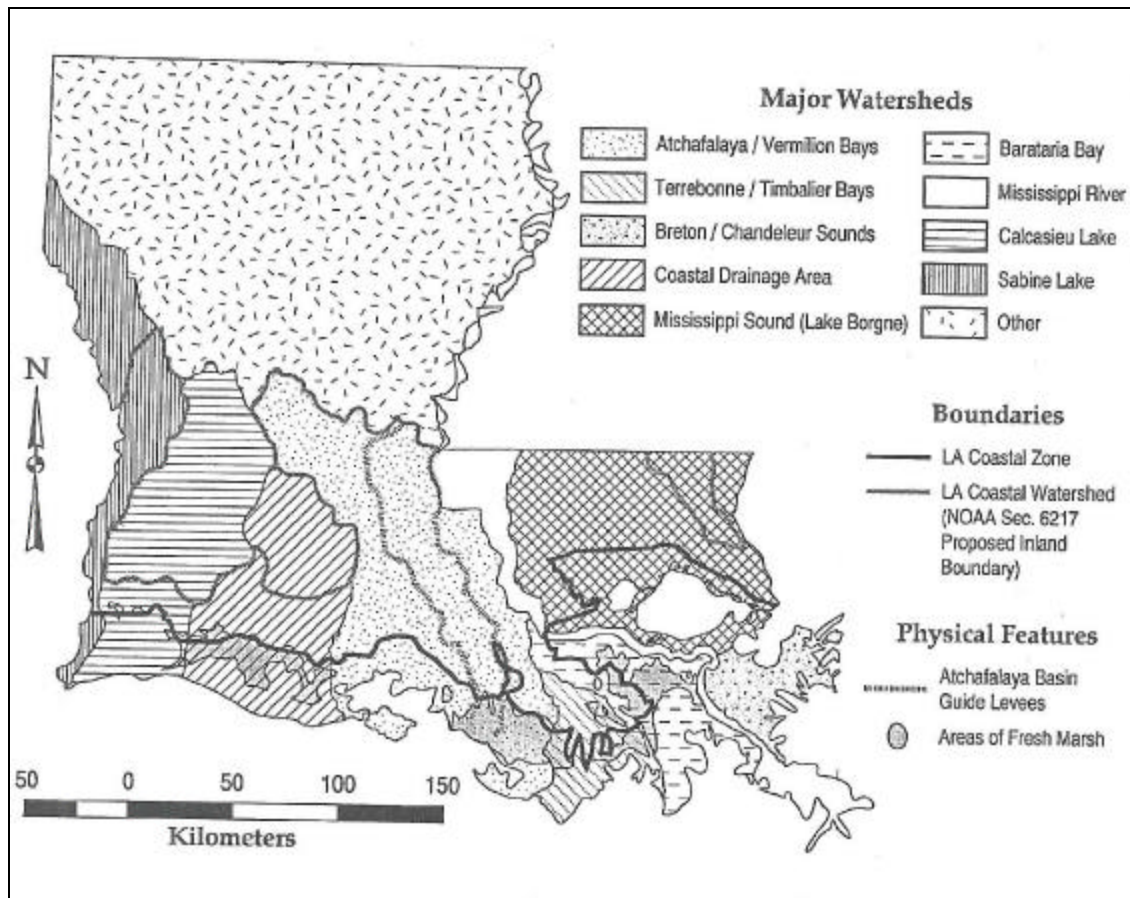 Major Watersheds
Atchafalaya / Vermilion Bays
Terrebonne / Timbalier Bays
Breton / Chandeleur Sounds
Coastal Drainage Area
Mississippi Sound (Lake Borgne)
Barataria Bay
Mississippi River
Calcasieu Lake
Sabine Lake
Other
N
Boundaries
LA Coastal Zone
LA Coastal Watershed
(NOAA Sec. 6217
Proposed Inland
Boundary)
Physical Features
Atchafalaya Basin
Guide Levees
Areas of Fresh Marsh
50 0 50 100 150
Kilometers